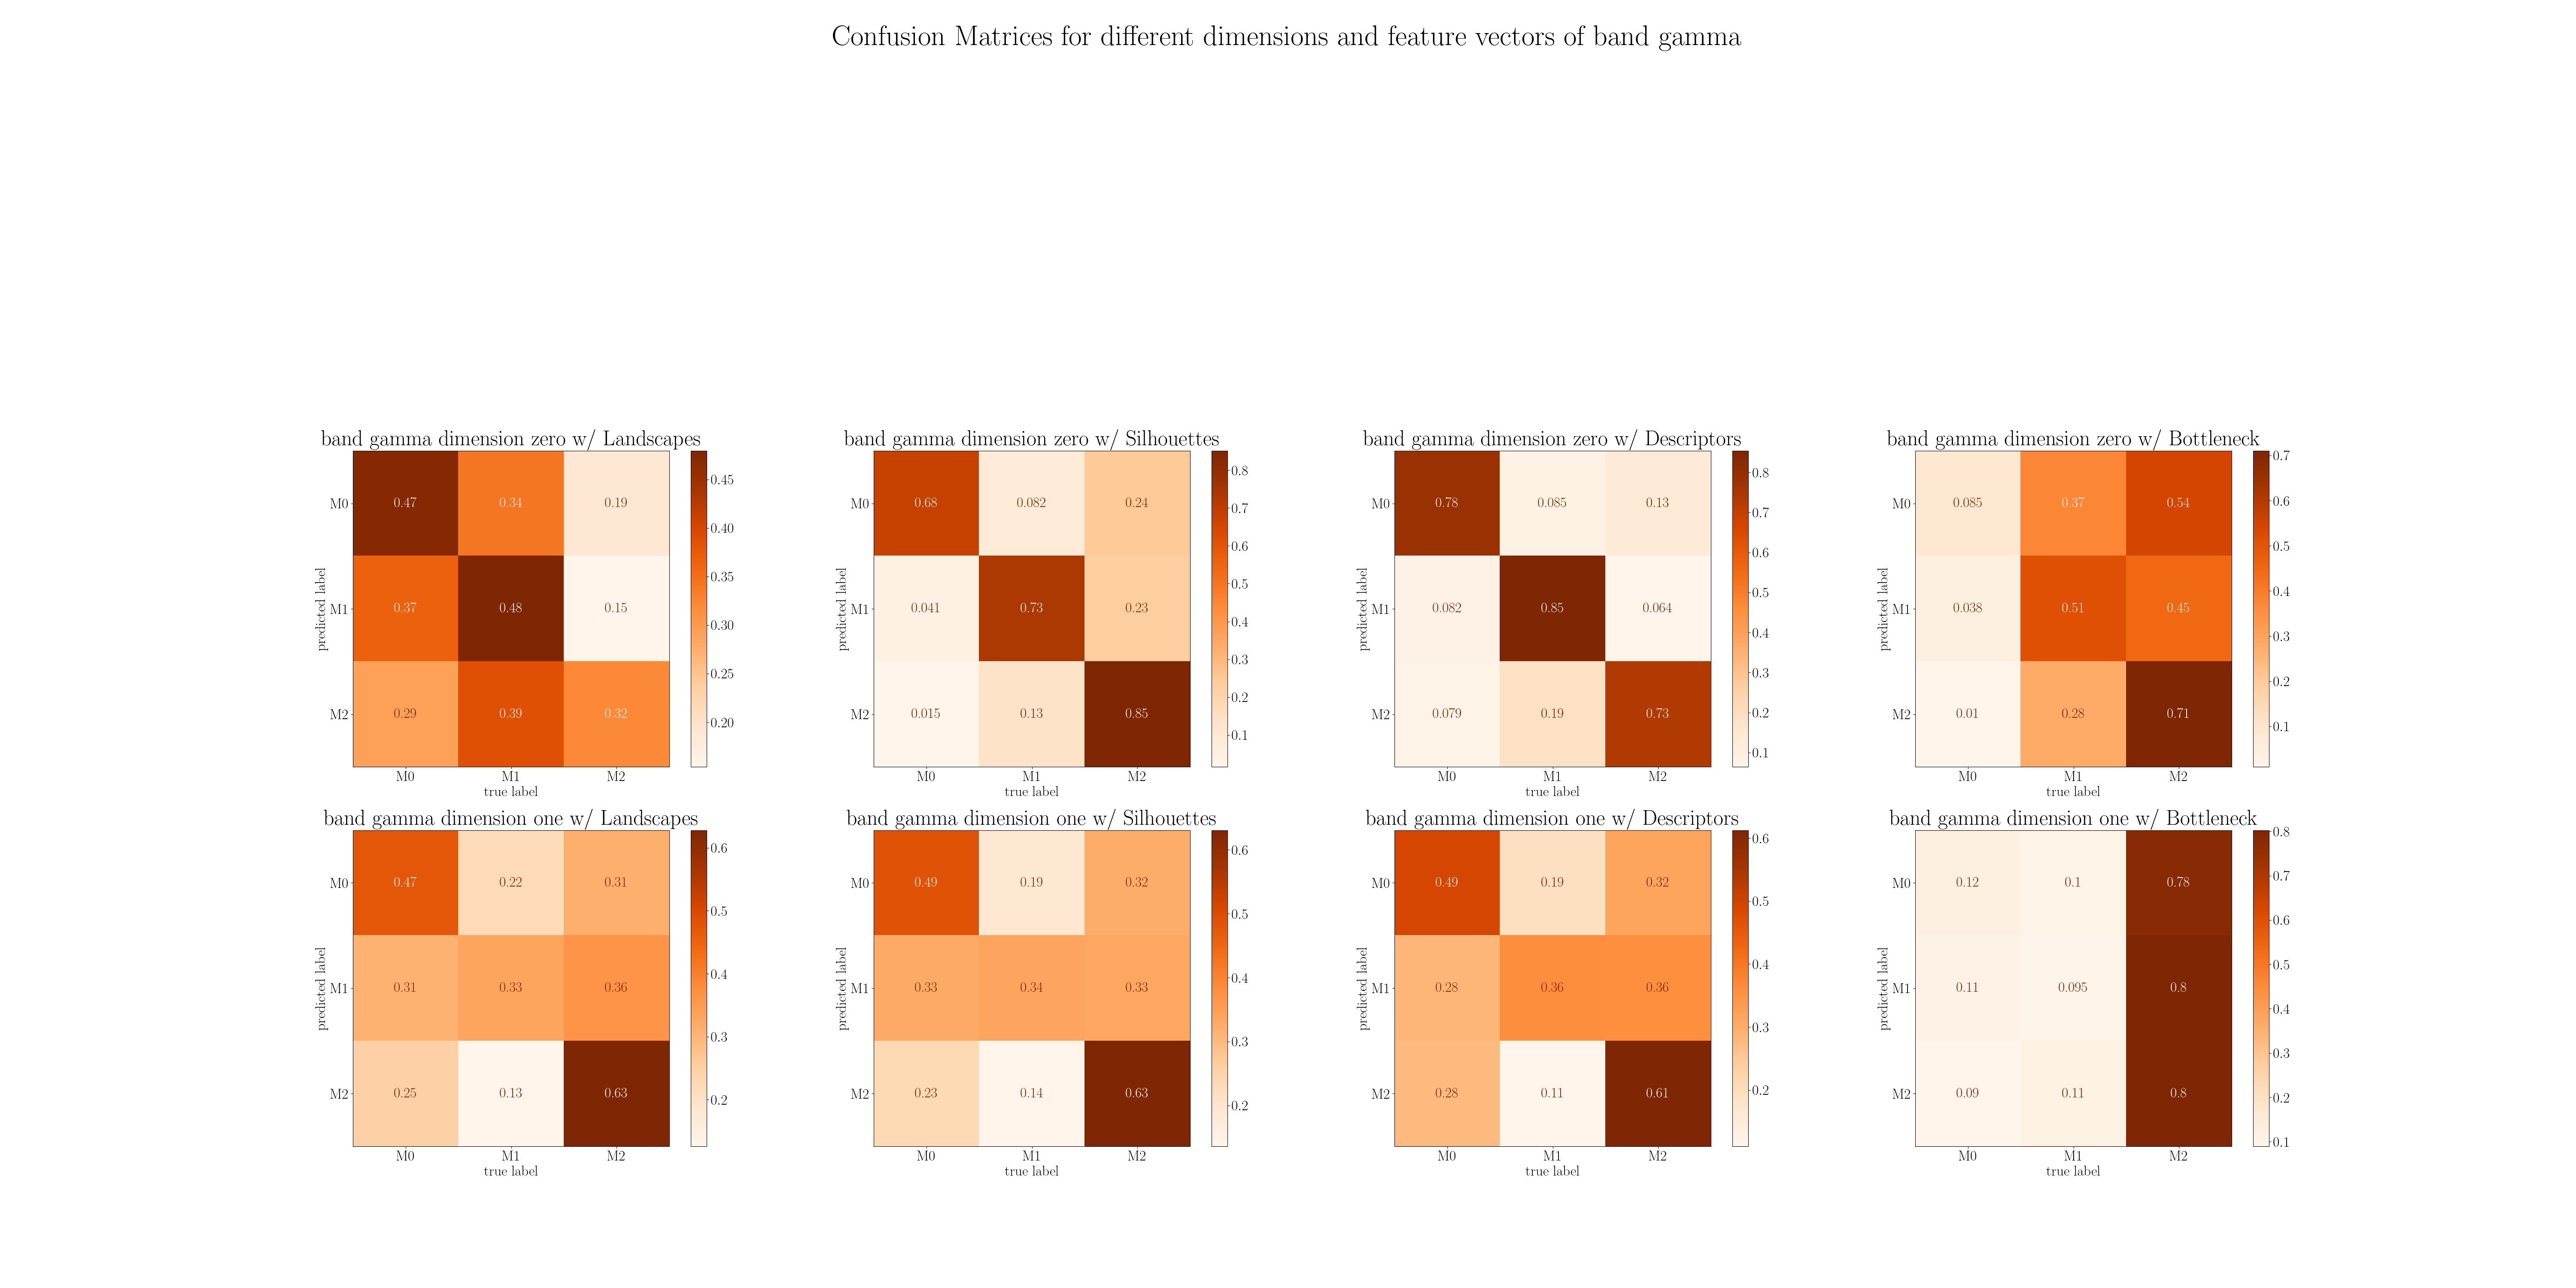 Confusion Matrices for different dimensions and feature vectors of band gamma
band gamma dimension zero w/ Landscapes
predicted label
M0 0.47 0.34 0.19
M1 0.37 0.48 0.15
M2 0.29 0.39 0.32
M0 M1 M2
true label
0.45
0.40
0.35
0.30
0.25
0.20
band gamma dimension zero w/ Silhouettes
predicted label
0.68 0.082 0.24
0.041 0.73 0.23
0.015 0.13 0.85
M0
M1
M2
M0 M1 M2
true label
0.8
0.7
0.6
0.5
0.4
0.3
0.2
0.1
band gamma dimension zero w/ Descriptors
predicted label
M0 0.78 0.085 0.13
M1 0.082 0.85 0.064
M2 0.079 0.19 0.73
M0 M1 M2
true label
0.8
0.7
0.6
0.5
0.4
0.3
0.2
0.1
band gamma dimension zero w/ Bottleneck
predicted label
M0 0.085 0.37 0.54
M1 0.038 0.51 0.45
M2 0.01 0.28 0.71
M0 M1 M2
true label
0.7
0.6
0.5
0.4
0.3
0.2
0.1
band gamma dimension one w/ Landscapes
predicted label
M0 0.47 0.22 0.31
M1 0.31 0.33 0.36
M2 0.25 0.13 0.63
M0 M1 M2
true label
0.6
0.5
0.4
0.3
0.2
band gamma dimension one w/ Silhouettes
predicted label
M0 0.49 0.19 0.32
M1 0.33 0.34 0.33
M2 0.23 0.14 0.63
M0 M1 M2
true label
0.6
0.5
0.4
0.3
0.2
band gamma dimension one w/ Descriptors
predicted label
M0 0.49 0.19 0.32
M1 0.28 0.36 0.36
M2 0.28 0.11 0.61
M0 M1 M2
true label
0.6
0.5
0.4
0.3
0.2
band gamma dimension one w/ Bottleneck
predicted label
M0 0.12 0.1 0.78
M1 0.11 0.095 0.8
M2 0.09 0.11 0.8
M0 M1 M2
true label
0.8
0.7
0.6
0.5
0.4
0.3
0.2
0.1